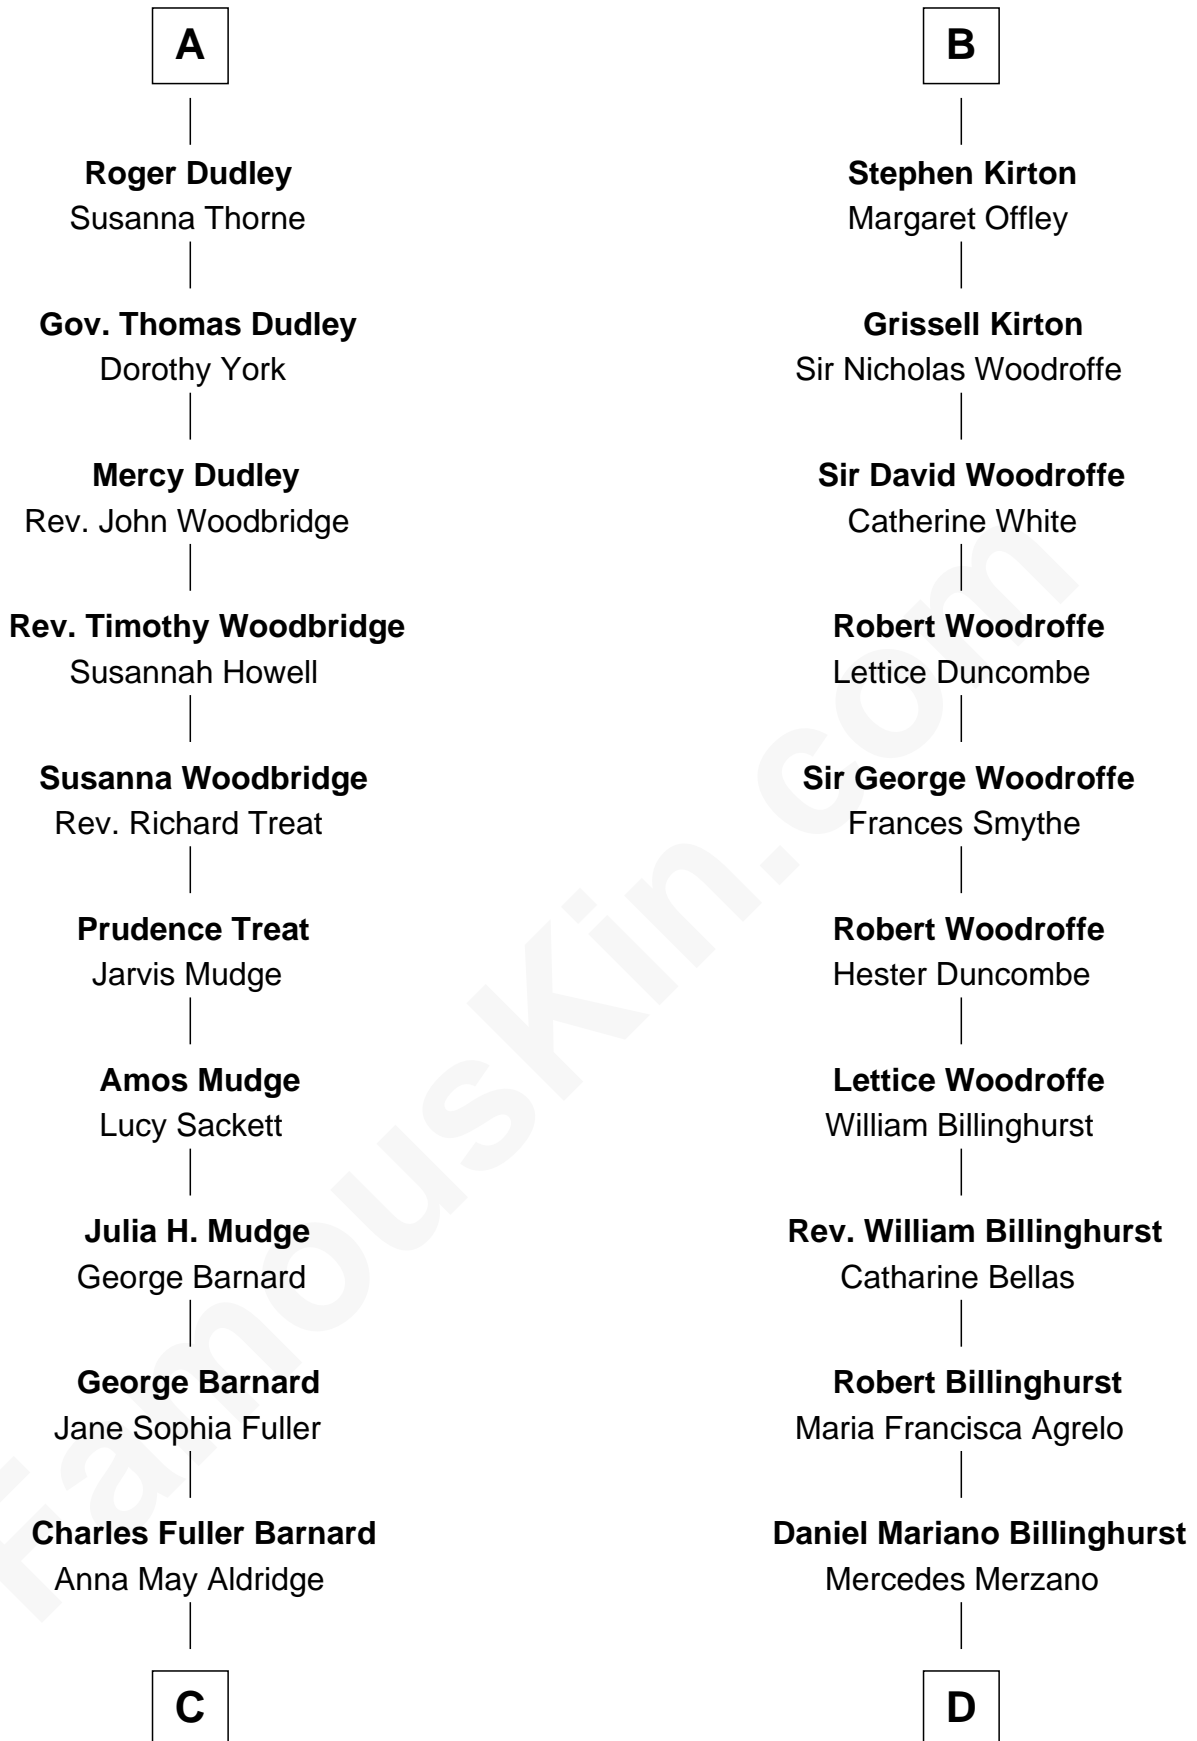 A
Roger Dudley
Susanna Thorne
Gov. Thomas Dudley
Dorothy York
Mercy Dudley
Rev. John Woodbridge
Rev. Timothy Woodbridge
Susannah Howell
Susanna Woodbridge
Rev. Richard Treat
Prudence Treat
Jarvis Mudge
Amos Mudge
Lucy Sackett
Julia H. Mudge
George Barnard
George Barnard
Jane Sophia Fuller
Charles Fuller Barnard
Anna May Aldridge
C
B
Stephen Kirton
Margaret Offley
Grissell Kirton
Sir Nicholas Woodroffe
Sir David Woodroffe
Catherine White
Robert Woodroffe
Lettice Duncombe
Sir George Woodroffe
Frances Smythe
Robert Woodroffe
Hester Duncombe
Lettice Woodroffe
William Billinghurst
Rev. William Billinghurst
Catharine Bellas
Robert Billinghurst
Maria Francisca Agrelo
Daniel Mariano Billinghurst
Mercedes Merzano
D
FamousKin.com